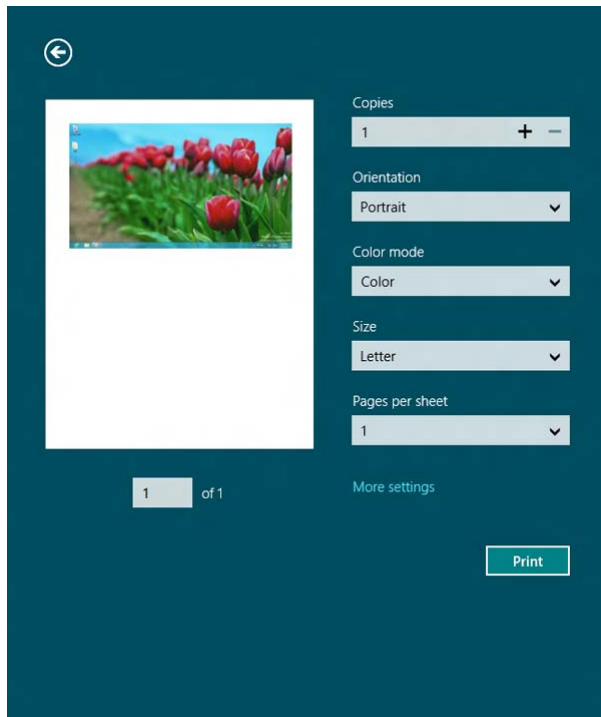 Copies
1
Orientation
Portrait
Color mode
Color
Size
Letter
Pages per sheet
1
More settings
1 of 1
Print